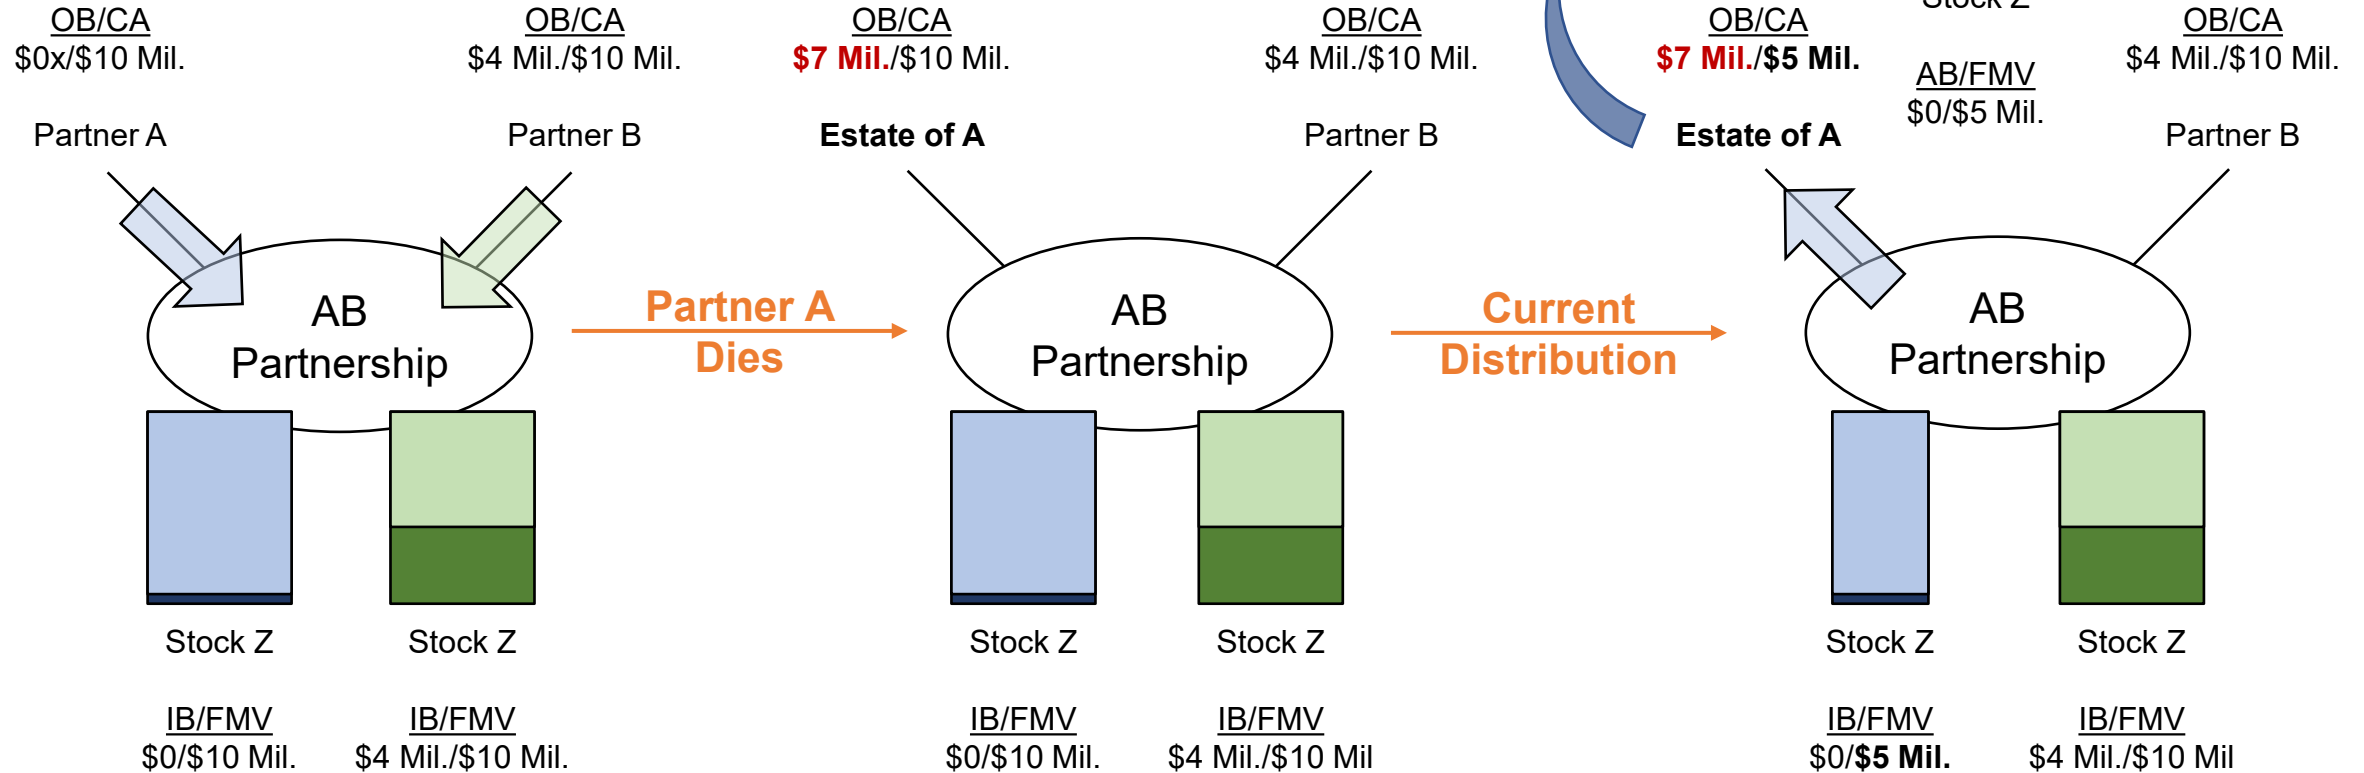 OB/CA
$0x/$10 Mil.
Partner A
OB/CA
$4 Mil./$10 Mil.
Partner B
AB
Partnership
Stock Z
IB/FMV
$0/$10 Mil.
Stock Z
IB/FMV
$4 Mil./$10 Mil.
Partner A
Dies
OB/CA
$7 Mil./$10 Mil.
Estate of A
OB/CA
$4 Mil./$10 Mil.
Partner B
AB
Partnership
Stock Z
IB/FMV
$0/$10 Mil.
Stock Z
IB/FMV
$4 Mil./$10 Mil
Current
Distribution
OB/CA
$7 Mil./$5 Mil.
Estate of A
Stock Z
AB/FMV
$0/$5 Mil.
OB/CA
$4 Mil./$10 Mil.
Partner B
AB
Partnership
Stock Z
IB/FMV
$0/$5 Mil.
Stock Z
IB/FMV
$4 Mil./$10 Mil